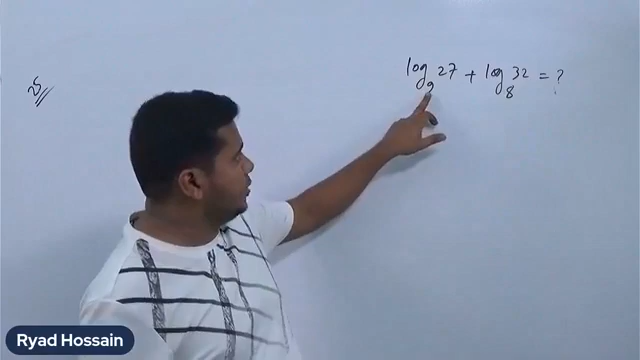 log₉ 27 + log₈ 32 = ?
Ryad Hossain